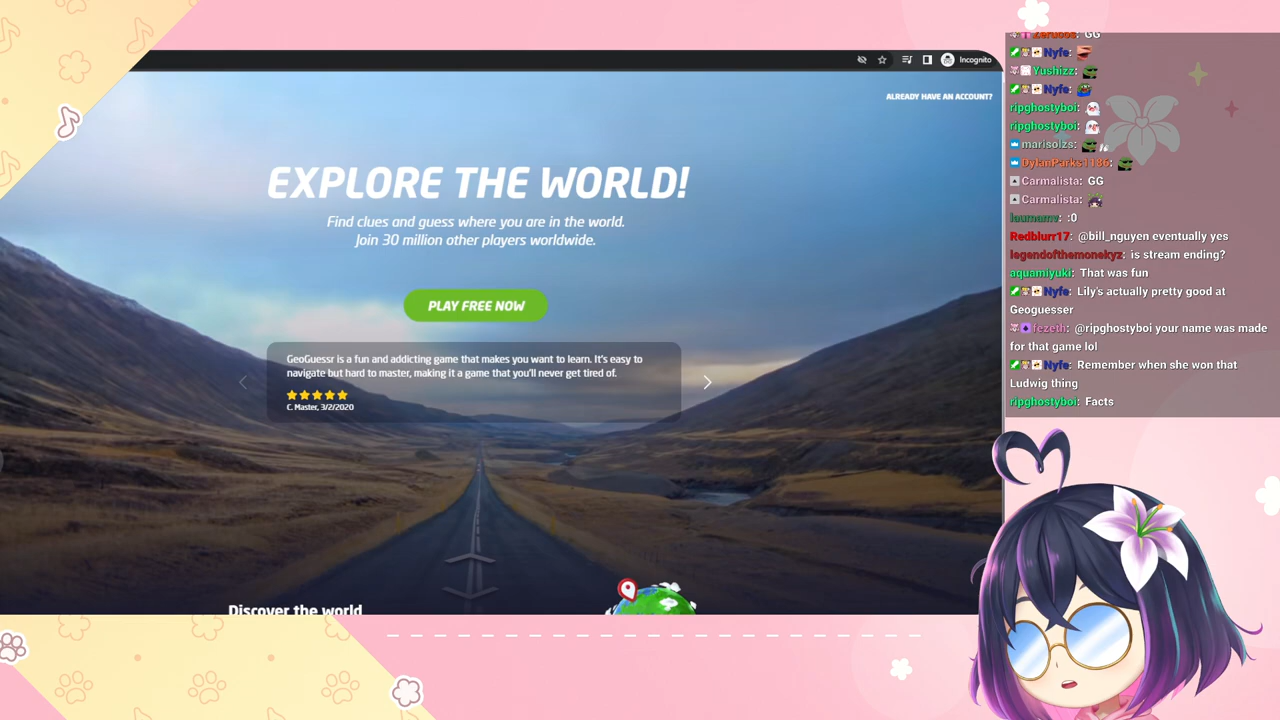 Incognito
ALREADY HAVE AN ACCOUNT?
EXPLORE THE WORLD!
Find clues and guess where you are in the world.
Join 30 million other players worldwide.
PLAY FREE NOW
GeoGuessr is a fun and addicting game that makes you want to learn. It's easy to
navigate but hard to master, making it a game that you'll never get tired of.
C. Master, 3/2/2020
Discover the world
Zeruoos: GG
Nyfe:
Yushizz:
Nyfe:
ripghostyboi:
ripghostyboi:
marisolzs:
DylanParks1186:
Carmalista: GG
Carmalista:
:0
Redblurr17: @bill_nguyen eventually yes
legendofthemonekyz: is stream ending?
aquamiyuki: That was fun
Nyfe: Lily's actually pretty good at
Geoguesser
fezeth: @ripghostyboi your name was made
for that game lol
Nyfe: Remember when she won that
Ludwig thing
ripghostyboi: Facts